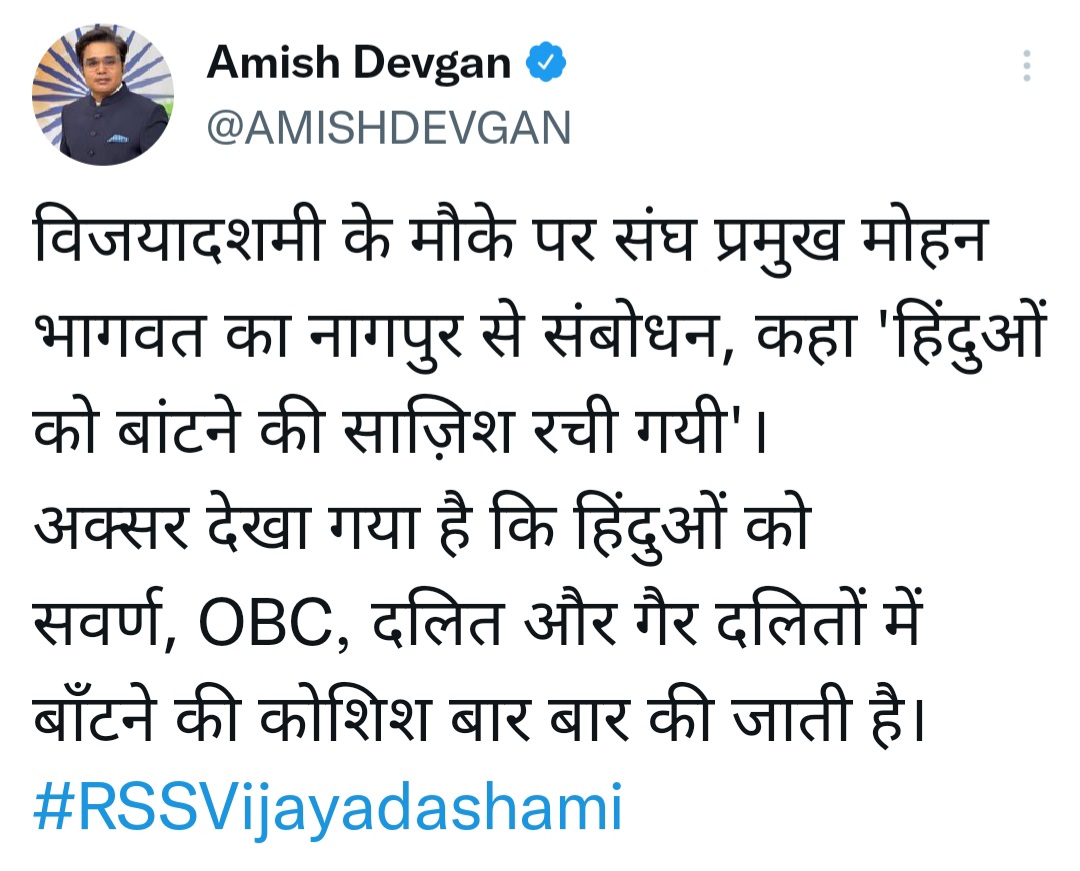 Amish Devgan
@AMISHDEVGAN
विजयादशमी के मौके पर संघ प्रमुख मोहन
भागवत का नागपुर से संबोधन, कहा 'हिंदुओं
को बांटने की साज़िश रची गयी'।
अक्सर देखा गया है कि हिंदुओं को
सवर्ण, OBC, दलित और गैर दलितों में
बाँटने की कोशिश बार बार की जाती है।
#RSSVijayadashami